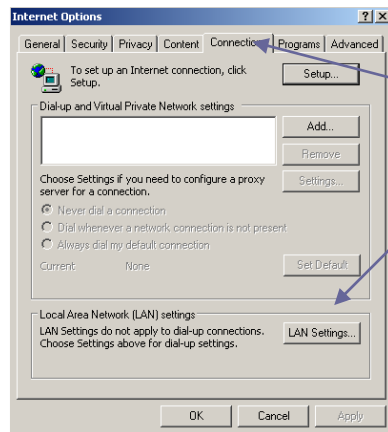 Internet Options
General Security Privacy Content Connections Programs Advanced
To set up an Internet connection, click
Setup.
Setup...
Dial-up and Virtual Private Network settings
Add...
Remove
Choose Settings if you need to configure a proxy
server for a connection.
Settings...
Never dial a connection
Dial whenever a network connection is not present
Always dial my default connection
Current None
Set Default
Local Area Network (LAN) settings
LAN Settings do not apply to dial-up connections.
Choose Settings above for dial-up settings.
LAN Settings...
OK Cancel Apply